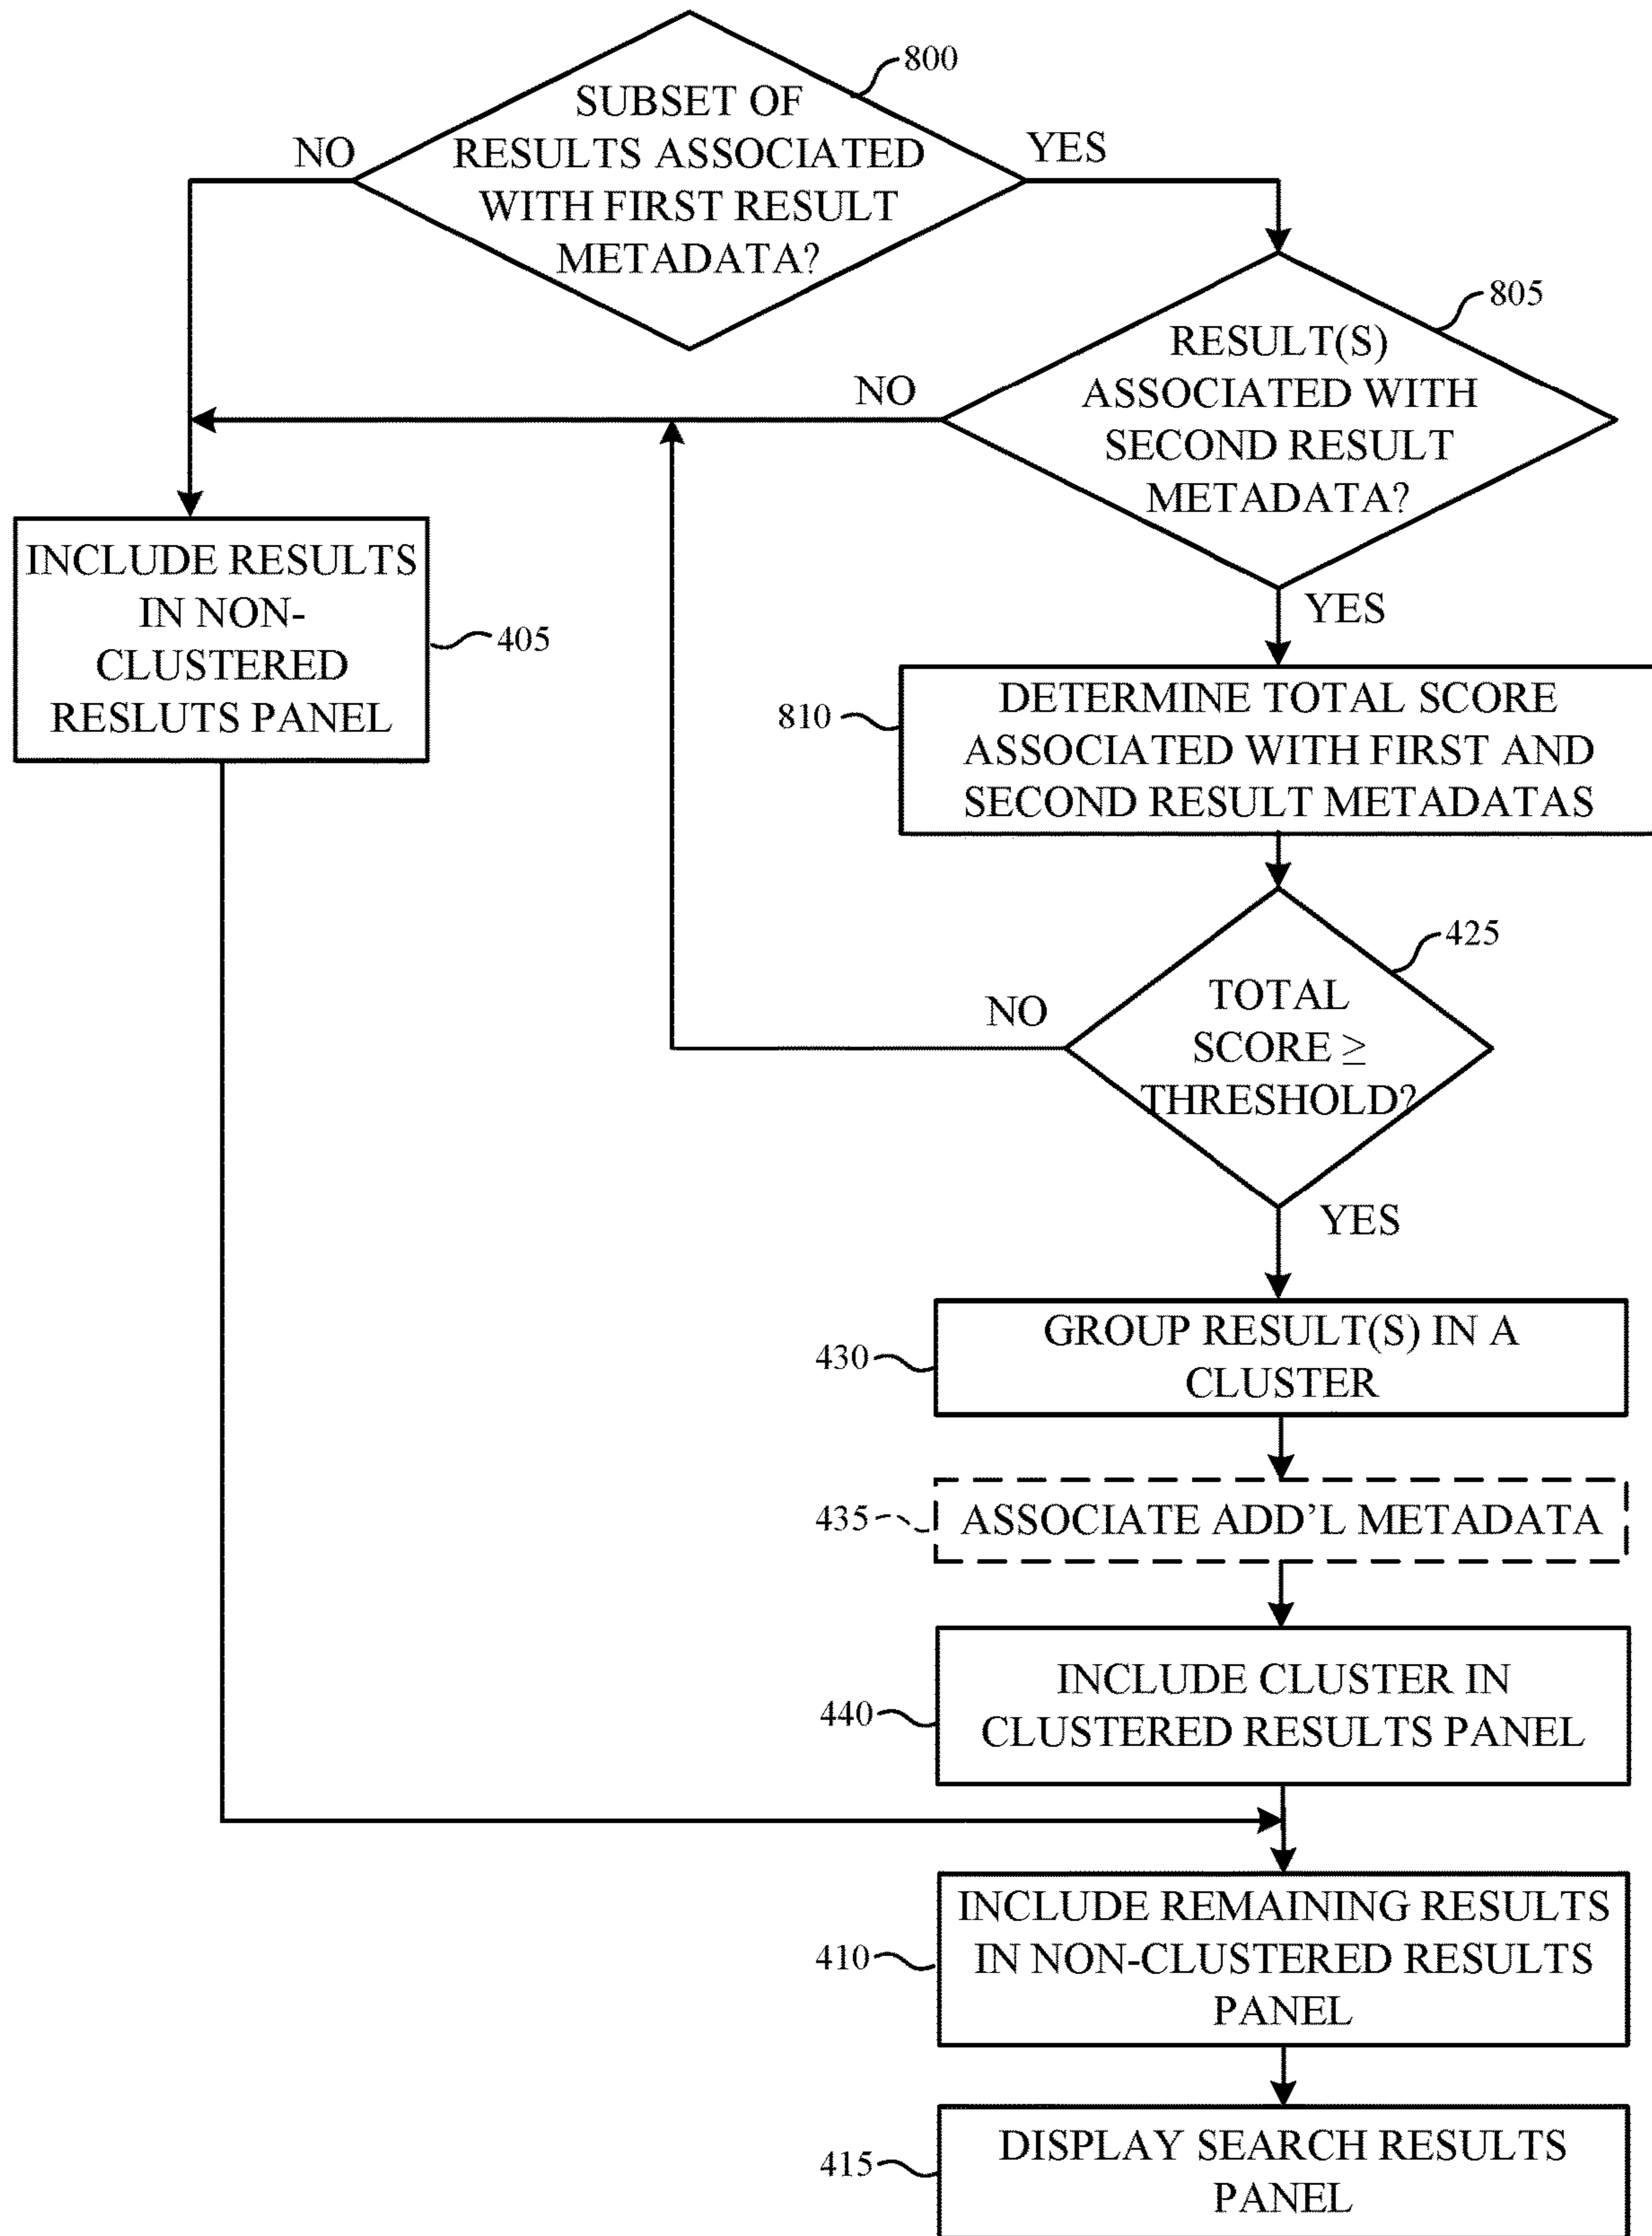 800
SUBSET OF
RESULTS ASSOCIATED
WITH FIRST RESULT
METADATA?
NO
YES
805
RESULT(S)
ASSOCIATED WITH
SECOND RESULT
METADATA?
NO
YES
INCLUDE RESULTS
IN NON-
CLUSTERED
RESLUTS PANEL
405
810
DETERMINE TOTAL SCORE
ASSOCIATED WITH FIRST AND
SECOND RESULT METADATAS
425
TOTAL
SCORE ≥
THRESHOLD?
NO
YES
430
GROUP RESULT(S) IN A
CLUSTER
435
ASSOCIATE ADD'L METADATA
440
INCLUDE CLUSTER IN
CLUSTERED RESULTS PANEL
410
INCLUDE REMAINING RESULTS
IN NON-CLUSTERED RESULTS
PANEL
415
DISPLAY SEARCH RESULTS
PANEL